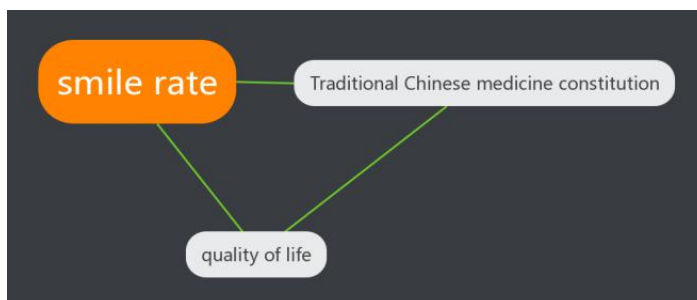 smile rate
Traditional Chinese medicine constitution
quality of life